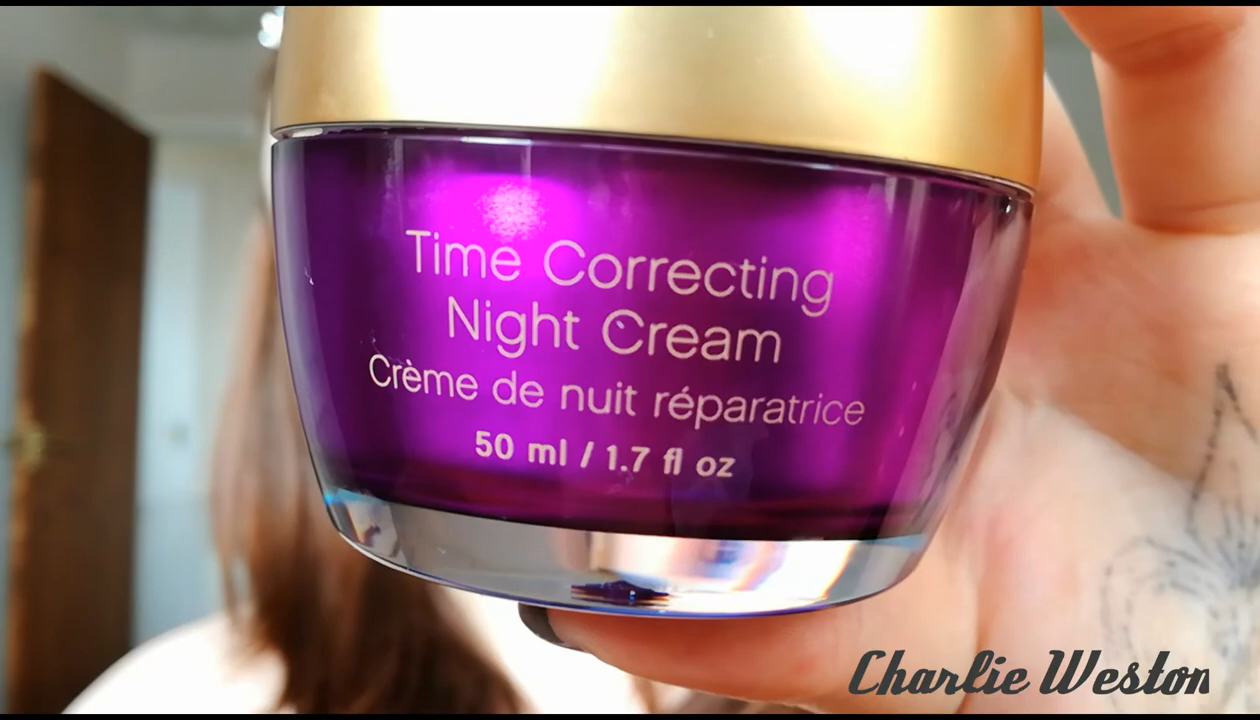 Time Correcting
Night Cream
Crème de nuit réparatrice
50 ml / 1.7 fl oz
Charlie Weston